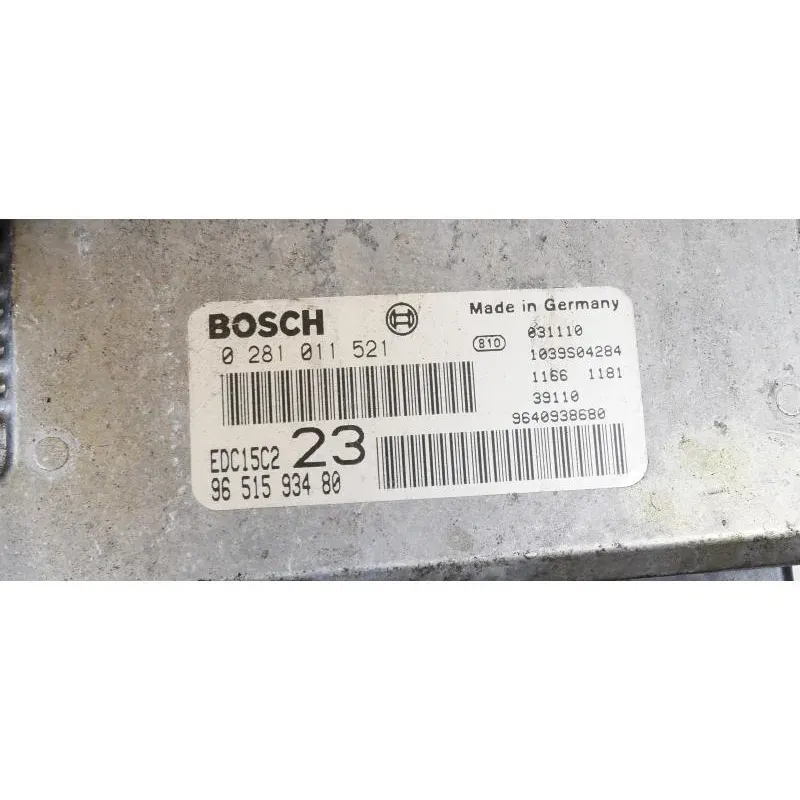 BOSCH
Made in Germany
0 281 011 521
810
031110
1039S04284
1166 1181
39110
9640938680
EDC15C2 23
96 515 934 80